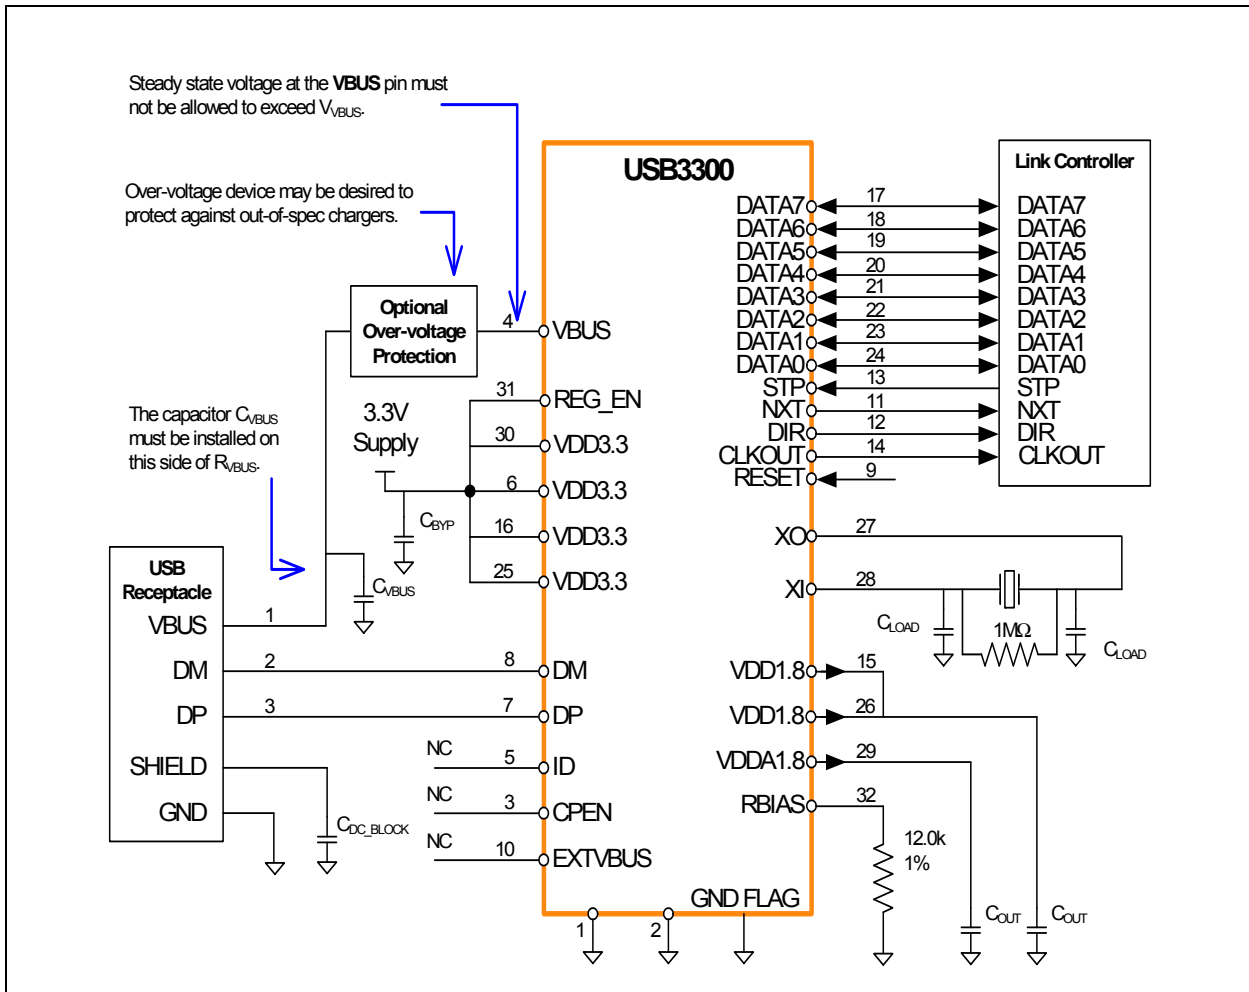 Steady state voltage at the VBUS pin must
not be allowed to exceed VVBUS.
Over-voltage device may be desired to
protect against out-of-spec chargers.
Optional
Over-voltage
Protection
The capacitor CVBUS
must be installed on
this side of RVBUS.
3.3V
Supply
CBYP
CVBUS
USB
Receptacle
VBUS 1
DM 2
DP 3
SHIELD
GND
CDC_BLOCK
USB3300
4 VBUS
31 REG_EN
30 VDD3.3
6 VDD3.3
16 VDD3.3
25 VDD3.3
8 DM
7 DP
NC 5 ID
NC 3 CPEN
NC 10 EXTVBUS
GND FLAG
1
2
Link Controller
DATA7 17 DATA7
DATA6 18 DATA6
DATA5 19 DATA5
DATA4 20 DATA4
DATA3 21 DATA3
DATA2 22 DATA2
DATA1 23 DATA1
DATA0 24 DATA0
STP 13 STP
NXT 11 NXT
DIR 12 DIR
CLKOUT 14 CLKOUT
RESET 9
XO 27
XI 28
CLOAD
1MΩ
CLOAD
VDD1.8 15
VDD1.8 26
VDDA1.8 29
RBIAS 32
12.0k
1%
COUT
COUT